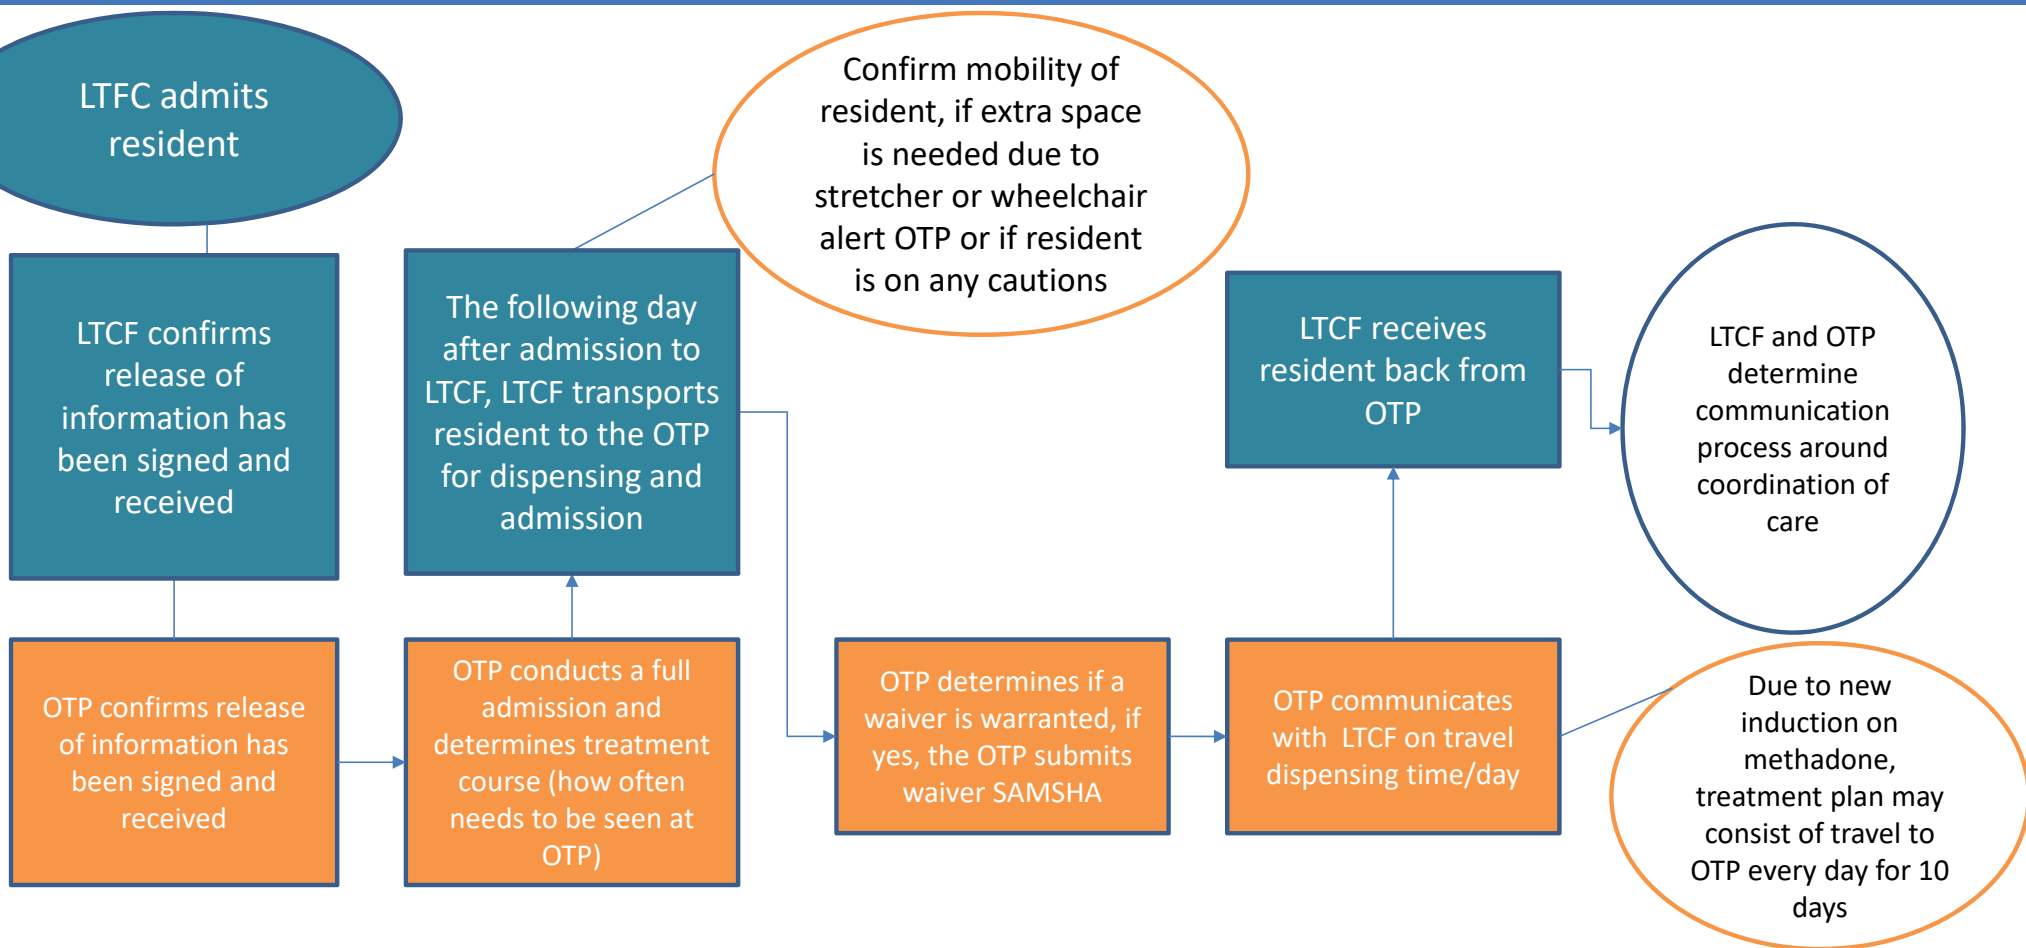 LTFC admits
resident
LTCF confirms
release of
information has
been signed and
received
OTP confirms release
of information has
been signed and
received
OTP conducts a full
admission and
determines treatment
course (how often
needs to be seen at
OTP)
The following day
after admission to
LTCF, LTCF transports
resident to the OTP
for dispensing and
admission
Confirm mobility of
resident, if extra space
is needed due to
stretcher or wheelchair
alert OTP or if resident
is on any cautions
OTP determines if a
waiver is warranted, if
yes, the OTP submits
waiver SAMSHA
OTP communicates
with LTCF on travel
dispensing time/day
Due to new
induction on
methadone,
treatment plan may
consist of travel to
OTP every day for 10
days
LTCF receives
resident back from
OTP
LTCF and OTP
determine
communication
process around
coordination of
care